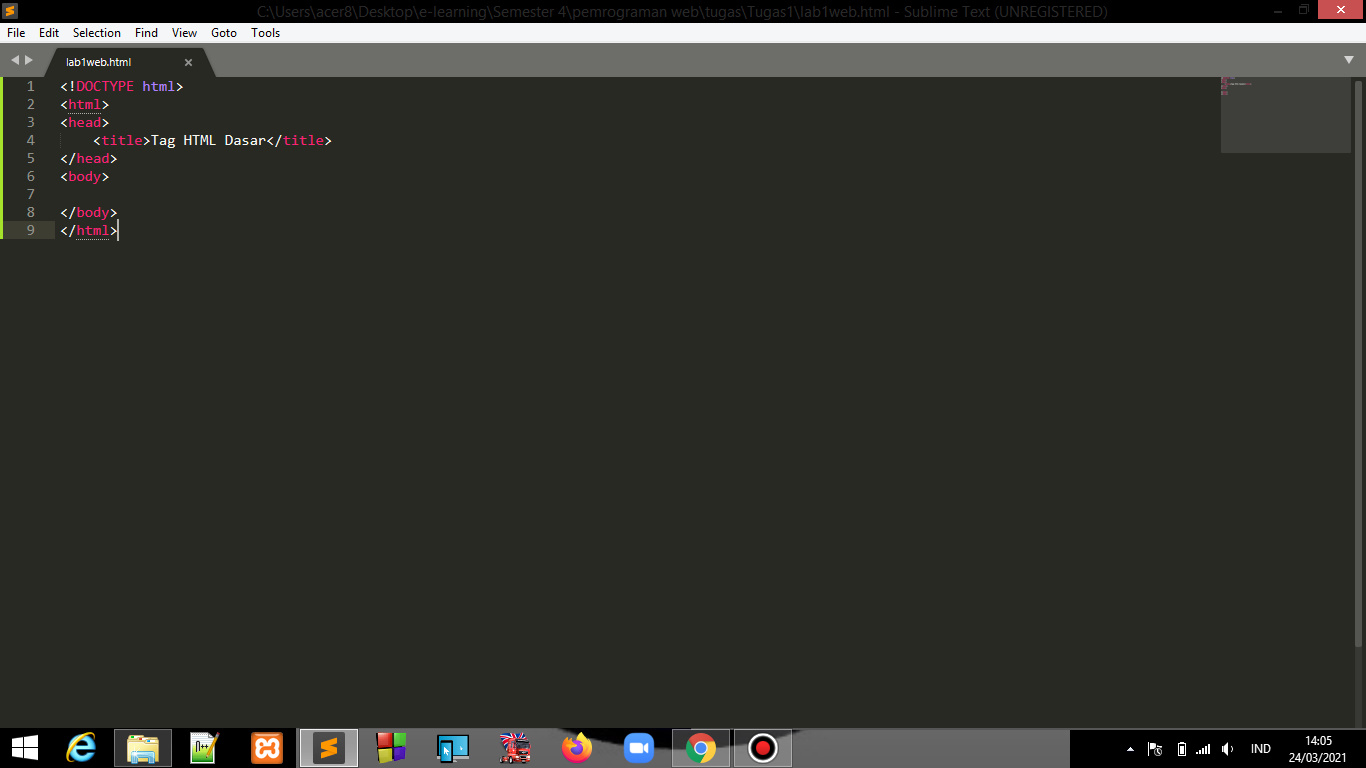 C:\Users\acer8\Desktop\e-learning\Semester 4\pemrograman web\tugas\Tugas1\lab1web.html - Sublime Text (UNREGISTERED)
File Edit Selection Find View Goto Tools
lab1web.html
1 <!DOCTYPE html>
2 <html>
3 <head>
4 <title>Tag HTML Dasar</title>
5 </head>
6 <body>
7
8 </body>
9 </html>
IND
14:05
24/03/2021